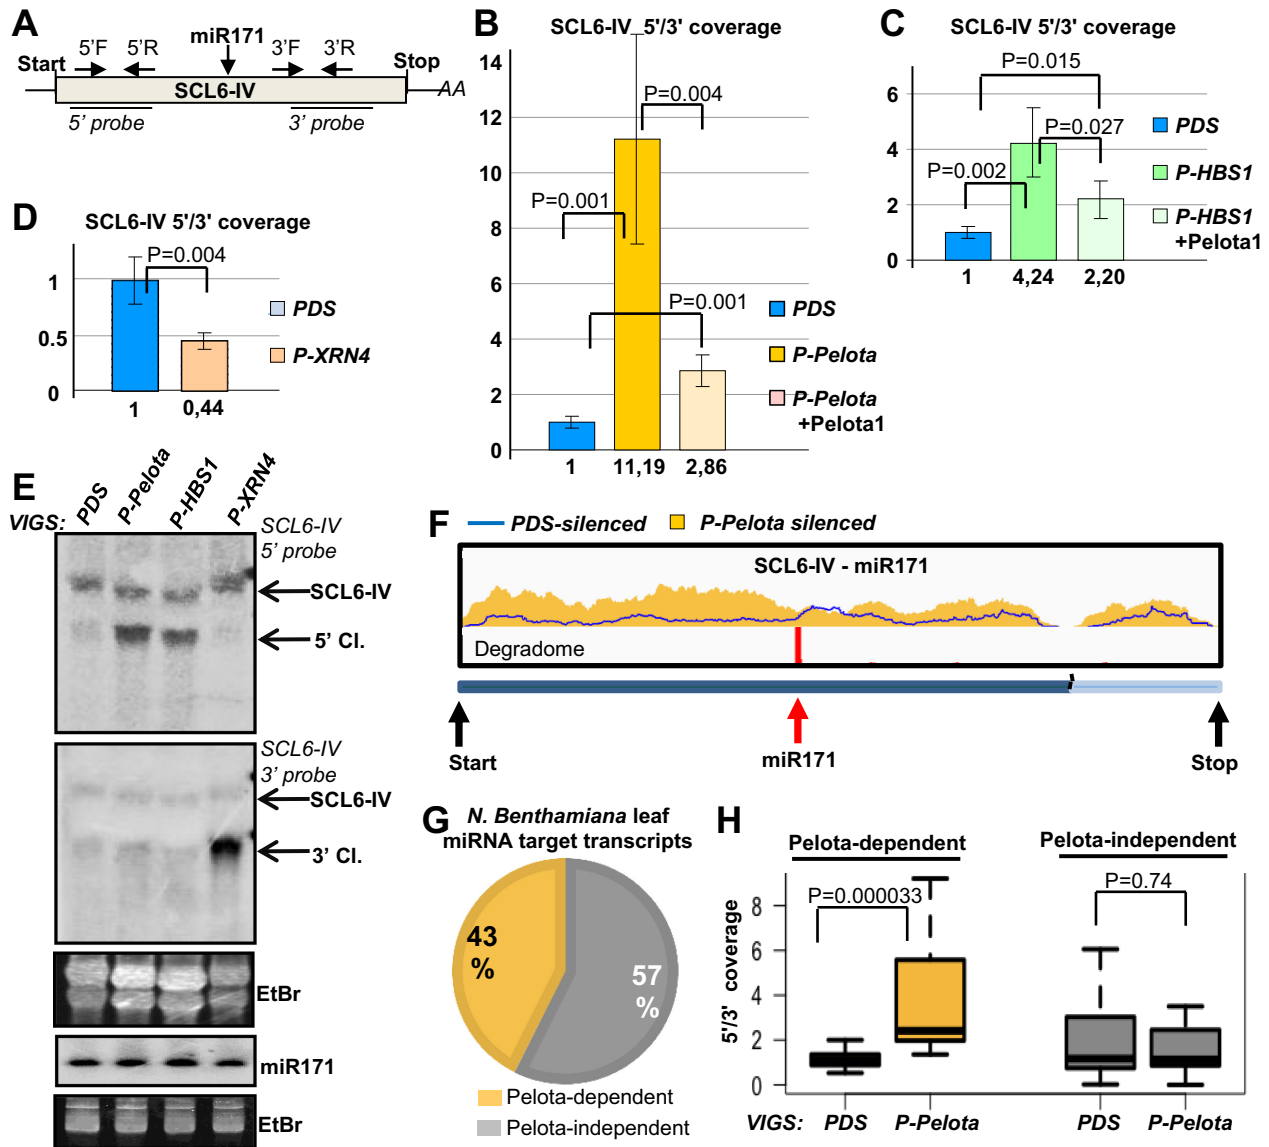 A
5'F
5'R
miR171
3'F
3'R
Start
Stop
SCL6-IV
AA
5' probe
3' probe
B
SCL6-IV 5'/3' coverage
14
12
10
8
6
4
2
0
P=0.004
P=0.001
P=0.001
1
11,19
2,86
PDS
P-Pelota
P-Pelota
+Pelota1
C
SCL6-IV 5'/3' coverage
6
4
2
0
P=0.015
P=0.027
P=0.002
1
4,24
2,20
PDS
P-HBS1
P-HBS1
+Pelota1
D
SCL6-IV 5'/3' coverage
1
0.5
0
P=0.004
1
0,44
PDS
P-XRN4
E
VIGS:
PDS
P-Pelota
P-HBS1
P-XRN4
SCL6-IV
5' probe
SCL6-IV
5' Cl.
SCL6-IV
3' probe
SCL6-IV
3' Cl.
EtBr
miR171
EtBr
F
PDS-silenced
P-Pelota silenced
SCL6-IV - miR171
Degradome
Start
miR171
Stop
G
N. Benthamiana leaf
miRNA target transcripts
43
%
57
%
Pelota-dependent
Pelota-independent
H
Pelota-dependent
Pelota-independent
P=0.000033
P=0.74
5'/3' coverage
8
6
4
2
0
VIGS:
PDS
P-Pelota
PDS
P-Pelota